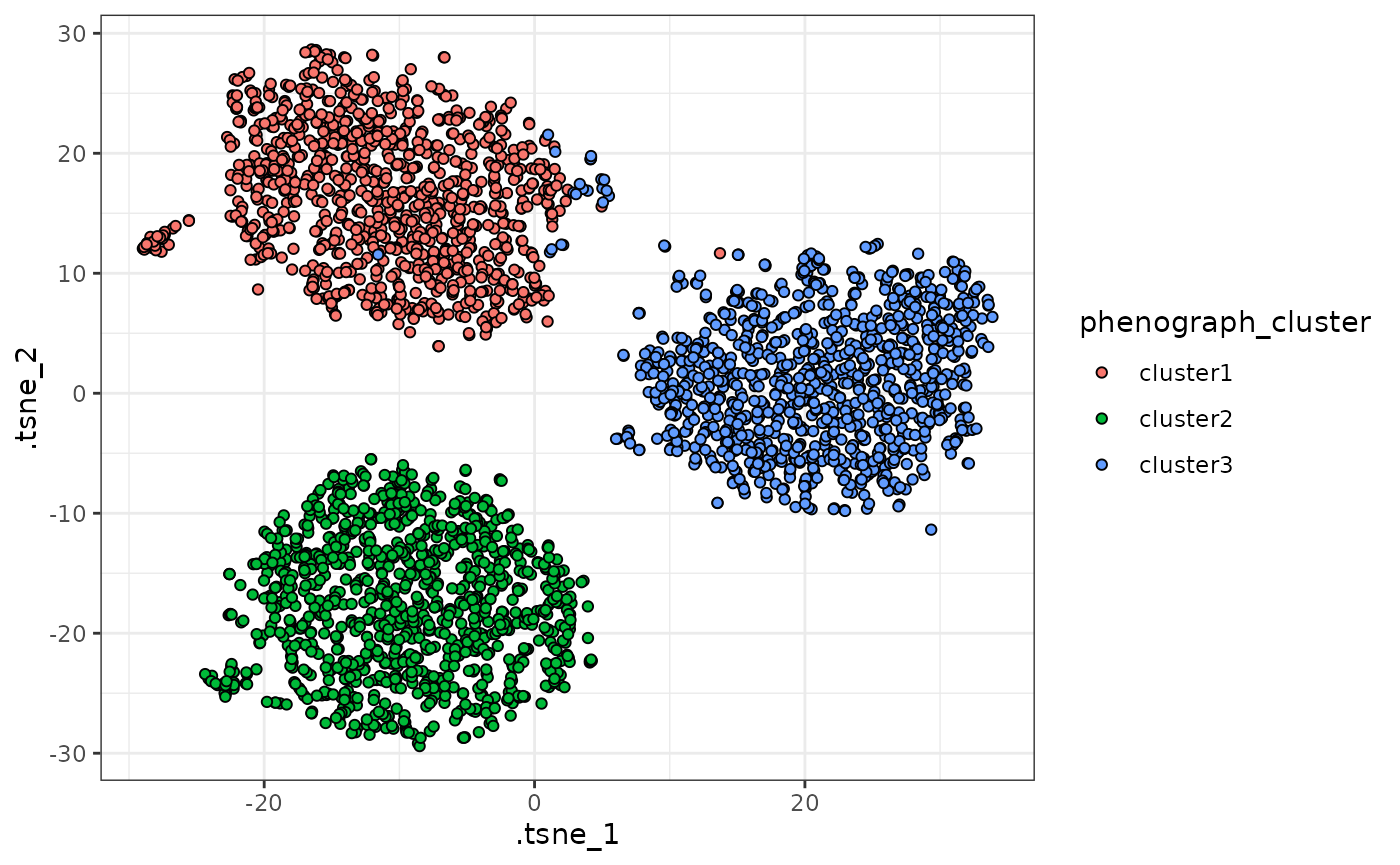 30
20
10
0
-10
-20
-30
.tsne_2
-20 0 20
.tsne_1
phenograph_cluster
cluster1
cluster2
cluster3